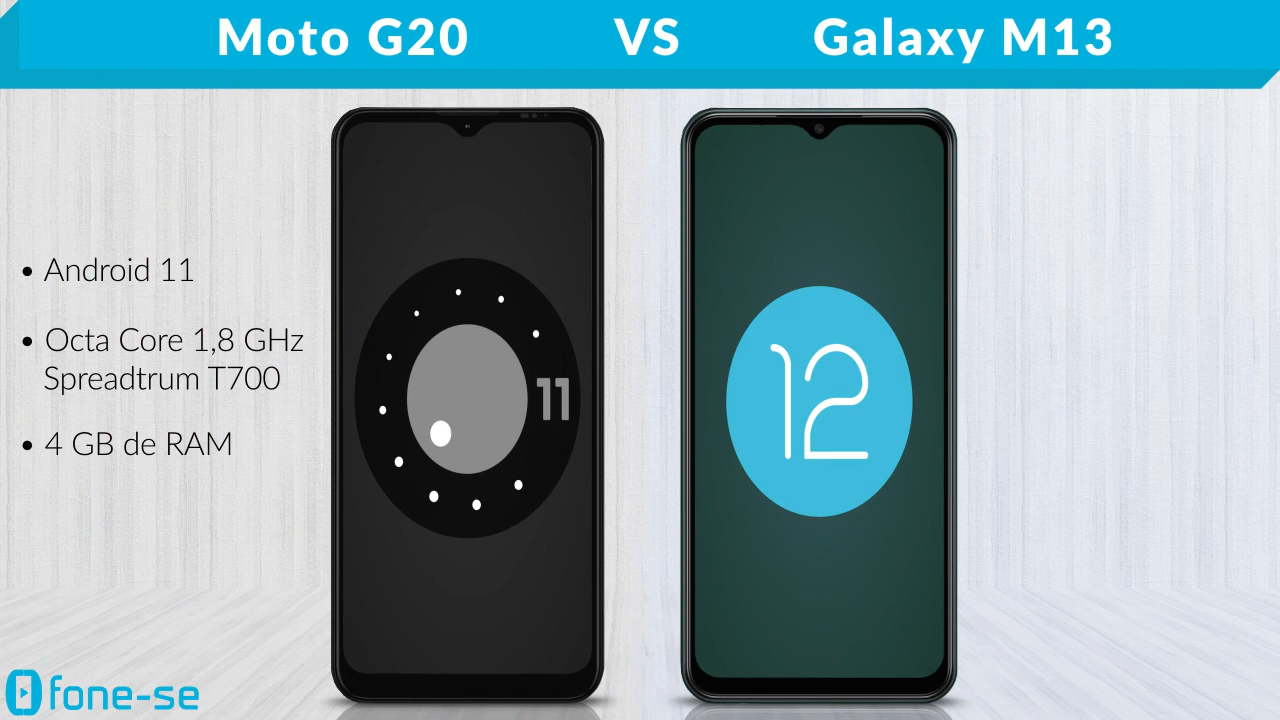 Moto G20 VS Galaxy M13
• Android 11
• Octa Core 1,8 GHz
Spreadtrum T700
• 4 GB de RAM
11
12
fone-se